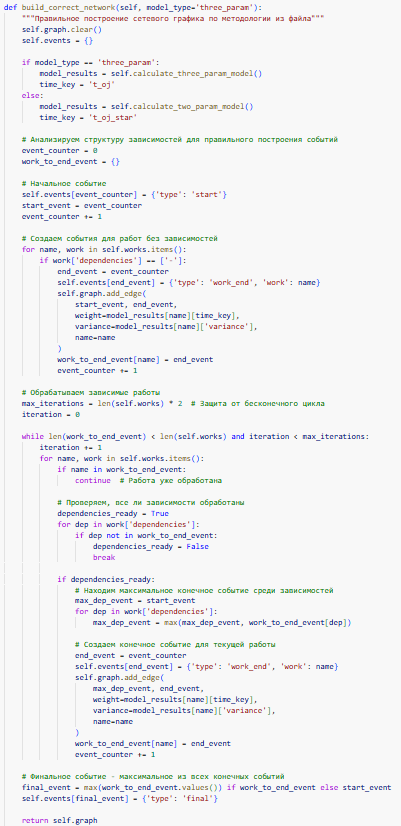 def build_correct_network(self, model_type='three_param'):
    """Правильное построение сетевого графика по методологии из файла"""
    self.graph.clear()
    self.events = {}

    if model_type == 'three_param':
        model_results = self.calculate_three_param_model()
        time_key = 't_oj'
    else:
        model_results = self.calculate_two_param_model()
        time_key = 't_oj_star'

    # Анализируем структуру зависимостей для правильного построения событий
    event_counter = 0
    work_to_end_event = {}

    # Начальное событие
    self.events[event_counter] = {'type': 'start'}
    start_event = event_counter
    event_counter += 1

    # Создаем события для работ без зависимостей
    for name, work in self.works.items():
        if work['dependencies'] == ['-']:
            end_event = event_counter
            self.events[end_event] = {'type': 'work_end', 'work': name}
            self.graph.add_edge(
                start_event, end_event,
                weight=model_results[name][time_key],
                variance=model_results[name]['variance'],
                name=name
            )
            work_to_end_event[name] = end_event
            event_counter += 1

    # Обрабатываем зависимые работы
    max_iterations = len(self.works) * 2  # Защита от бесконечного цикла
    iteration = 0

    while len(work_to_end_event) < len(self.works) and iteration < max_iterations:
        iteration += 1
        for name, work in self.works.items():
            if name in work_to_end_event:
                continue  # Работа уже обработана

            # Проверяем, все ли зависимости обработаны
            dependencies_ready = True
            for dep in work['dependencies']:
                if dep not in work_to_end_event:
                    dependencies_ready = False
                    break

            if dependencies_ready:
                # Находим максимальное конечное событие среди зависимостей
                max_dep_event = start_event
                for dep in work['dependencies']:
                    max_dep_event = max(max_dep_event, work_to_end_event[dep])

                # Создаем конечное событие для текущей работы
                end_event = event_counter
                self.events[end_event] = {'type': 'work_end', 'work': name}
                self.graph.add_edge(
                    max_dep_event, end_event,
                    weight=model_results[name][time_key],
                    variance=model_results[name]['variance'],
                    name=name
                )
                work_to_end_event[name] = end_event
                event_counter += 1

    # Финальное событие - максимальное из всех конечных событий
    final_event = max(work_to_end_event.values()) if work_to_end_event else start_event
    self.events[final_event] = {'type': 'final'}

    return self.graph